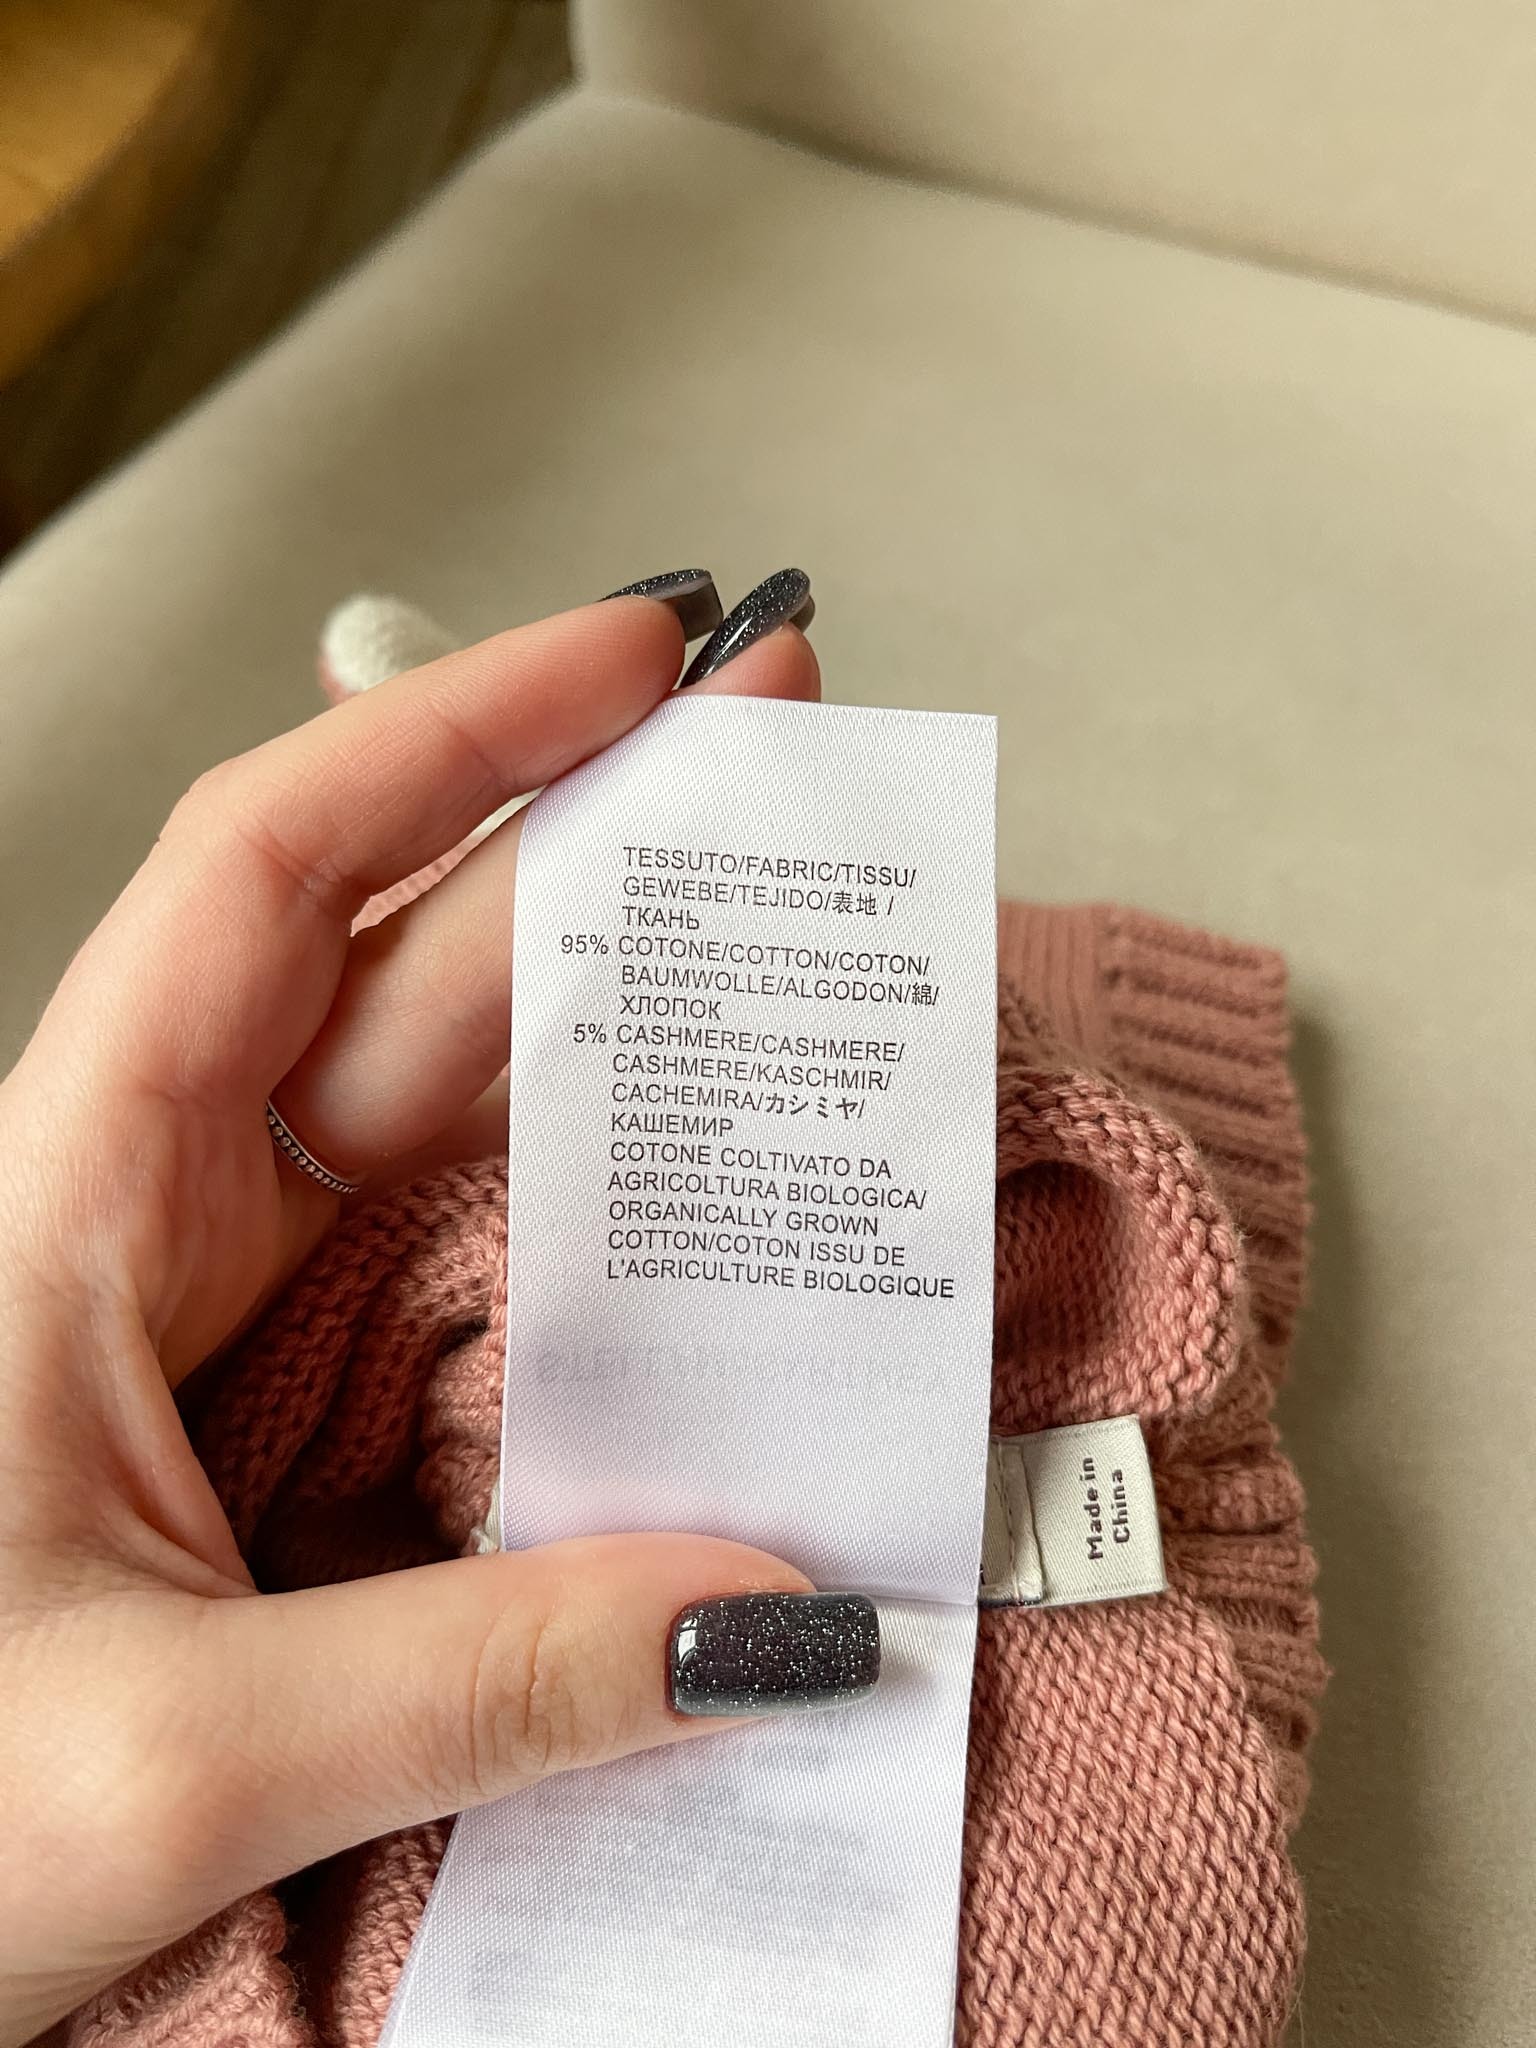 TESSUTO/FABRIC/TISSU/
GEWEBE/TEJIDO/表地 /
ТКАНЬ
95% COTONE/COTTON/COTON/
BAUMWOLLE/ALGODON/綿/
ХЛОПОК
5% CASHMERE/CASHMERE/
CASHMERE/KASCHMIR/
CACHEMIRA/カシミヤ/
КАШЕМИР
COTONE COLTIVATO DA
AGRICOLTURA BIOLOGICA/
ORGANICALLY GROWN
COTTON/COTON ISSU DE
L'AGRICULTURE BIOLOGIQUE
Made in
China